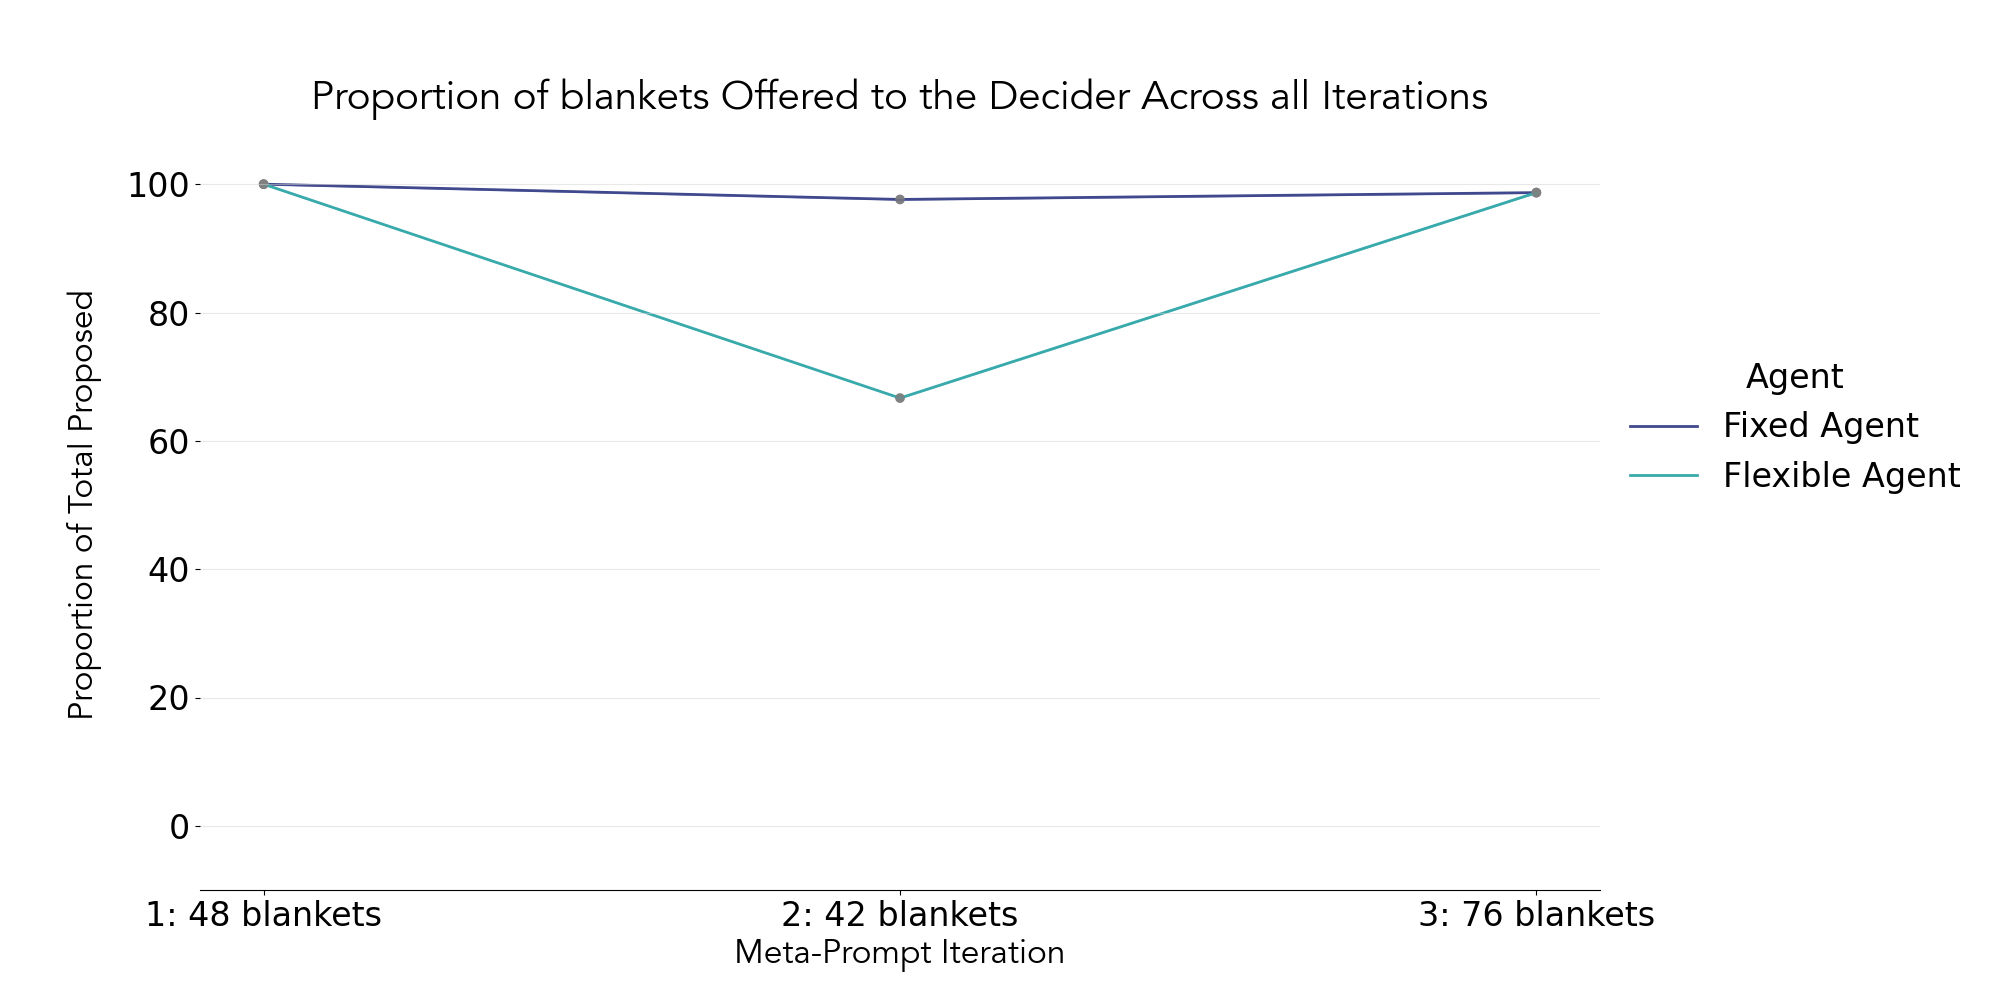 Proportion of blankets Offered to the Decider Across all Iterations
Proportion of Total Proposed
100
80
60
40
20
0
1: 48 blankets
2: 42 blankets
3: 76 blankets
Meta-Prompt Iteration
Agent
Fixed Agent
Flexible Agent